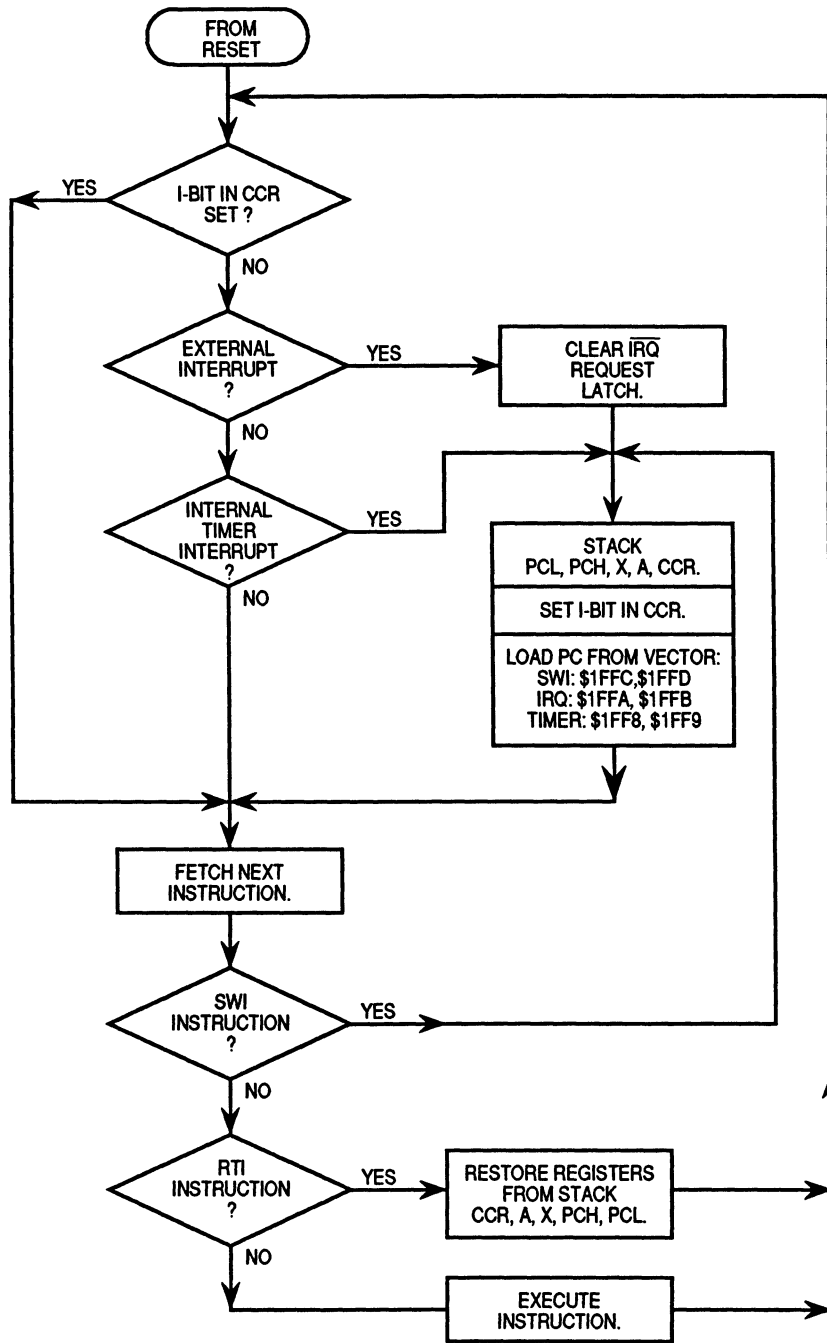 FROM
RESET
YES
I-BIT IN CCR
SET ?
NO
EXTERNAL
INTERRUPT
?
YES
CLEAR I̅R̅Q̅
REQUEST
LATCH.
NO
INTERNAL
TIMER
INTERRUPT
?
YES
NO
STACK
PCL, PCH, X, A, CCR.
SET I-BIT IN CCR.
LOAD PC FROM VECTOR:
SWI: $1FFC,$1FFD
IRQ: $1FFA, $1FFB
TIMER: $1FF8, $1FF9
FETCH NEXT
INSTRUCTION.
SWI
INSTRUCTION
?
YES
NO
RTI
INSTRUCTION
?
YES
RESTORE REGISTERS
FROM STACK
CCR, A, X, PCH, PCL.
NO
EXECUTE
INSTRUCTION.